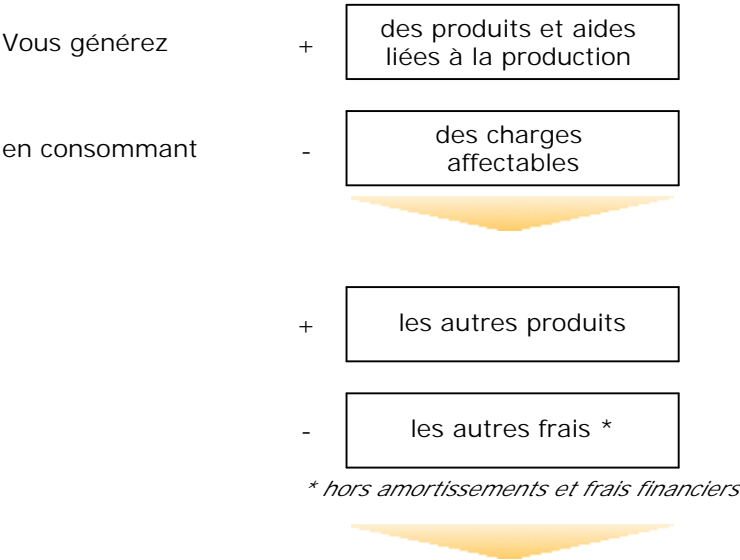 Vous générez + des produits et aides
liées à la production
en consommant - des charges
affectables
+ les autres produits
- les autres frais *
* hors amortissements et frais financiers